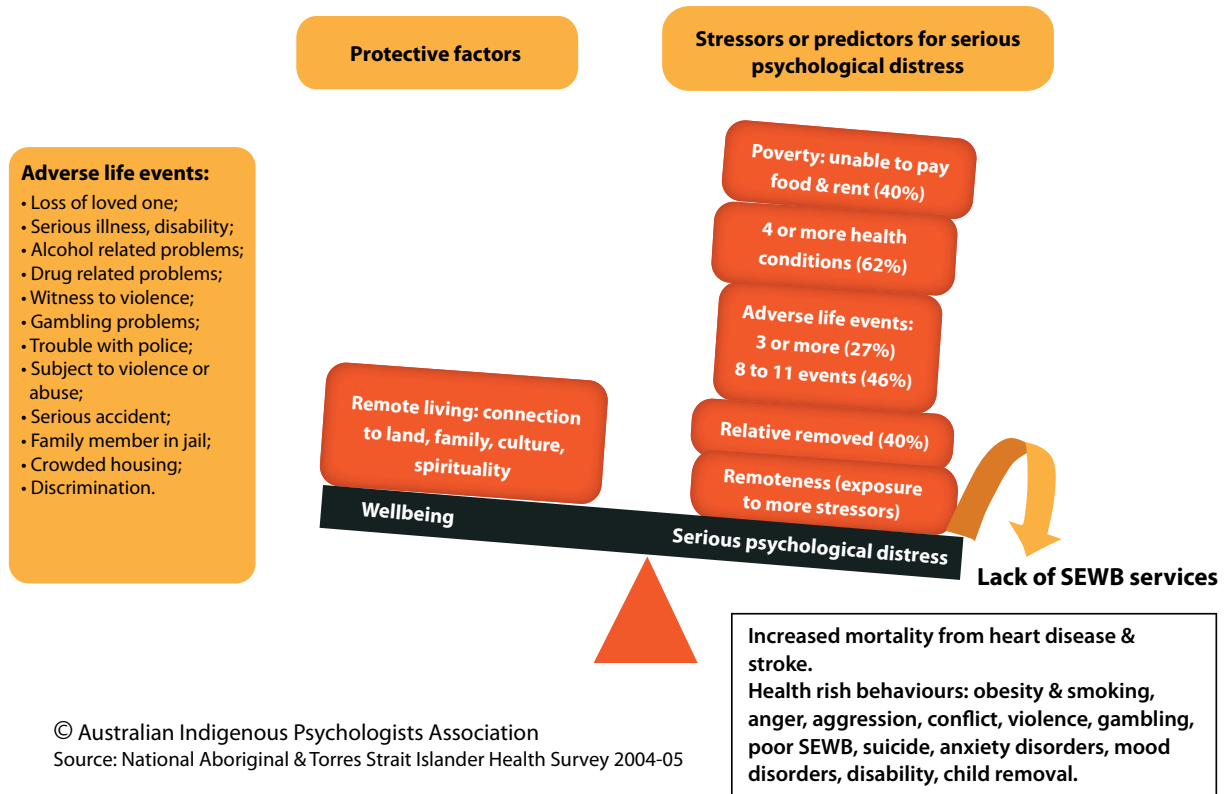 Protective factors
Stressors or predictors for serious
psychological distress
Adverse life events:
• Loss of loved one;
• Serious illness, disability;
• Alcohol related problems;
• Drug related problems;
• Witness to violence;
• Gambling problems;
• Trouble with police;
• Subject to violence or
abuse;
• Serious accident;
• Family member in jail;
• Crowded housing;
• Discrimination.
Remote living: connection
to land, family, culture,
spirituality
Poverty: unable to pay
food & rent (40%)
4 or more health
conditions (62%)
Adverse life events:
3 or more (27%)
8 to 11 events (46%)
Relative removed (40%)
Remoteness (exposure
to more stressors)
Wellbeing
Serious psychological distress
Lack of SEWB services
Increased mortality from heart disease &
stroke.
Health rish behaviours: obesity & smoking,
anger, aggression, conflict, violence, gambling,
poor SEWB, suicide, anxiety disorders, mood
disorders, disability, child removal.
© Australian Indigenous Psychologists Association
Source: National Aboriginal & Torres Strait Islander Health Survey 2004-05